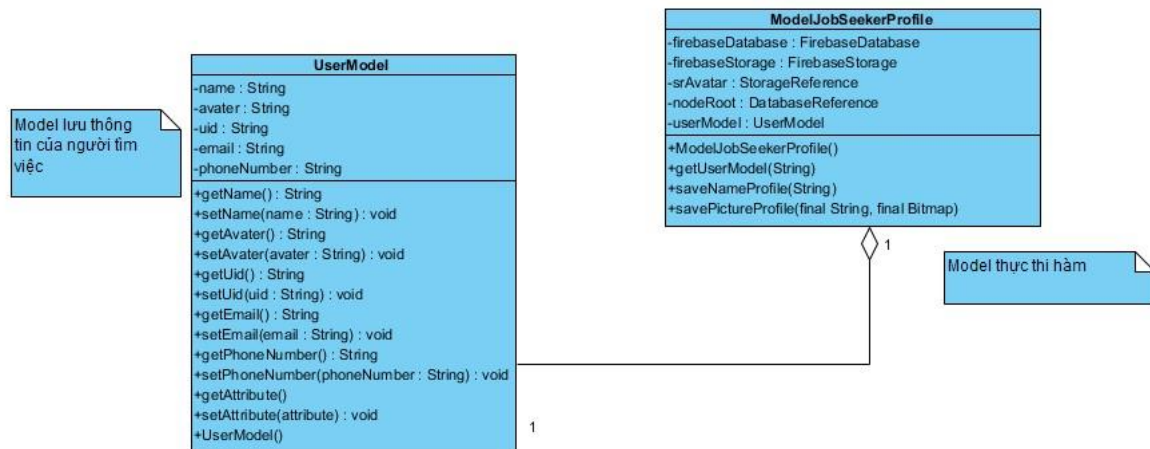 Model lưu thông
tin của người tìm
việc
UserModel
-name : String
-avater : String
-uid : String
-email : String
-phoneNumber : String
+getName() : String
+setName(name : String) : void
+getAvater() : String
+setAvater(avater : String) : void
+getUid() : String
+setUid(uid : String) : void
+getEmail() : String
+setEmail(email : String) : void
+getPhoneNumber() : String
+setPhoneNumber(phoneNumber : String) : void
+getAttribute()
+setAttribute(attribute) : void
+UserModel()
1
ModelJobSeekerProfile
-firebaseDatabase : FirebaseDatabase
-firebaseStorage : FirebaseStorage
-srAvatar : StorageReference
-nodeRoot : DatabaseReference
-userModel : UserModel
+ModelJobSeekerProfile()
+getUserModel(String)
+saveNameProfile(String)
+savePictureProfile(final String, final Bitmap)
1
Model thực thi hàm